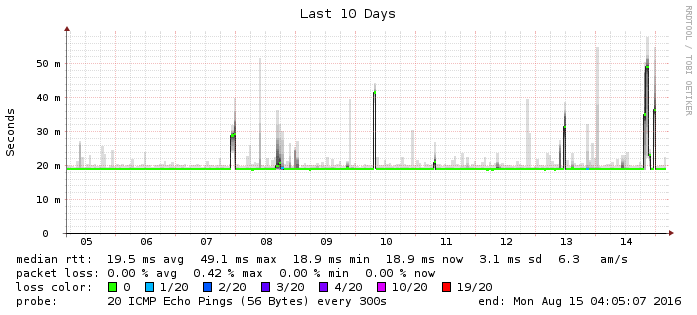 Last 10 Days
RRDTOOL / TOBI OETIKER
Seconds
50 m
40 m
30 m
20 m
10 m
0
05 06 07 08 09 10 11 12 13 14
median rtt: 19.5 ms avg 49.1 ms max 18.9 ms min 18.9 ms now 3.1 ms sd 6.3 am/s
packet loss: 0.00 % avg 0.42 % max 0.00 % min 0.00 % now
loss color: 0 1/20 2/20 3/20 4/20 10/20 19/20
probe: 20 ICMP Echo Pings (56 Bytes) every 300s end: Mon Aug 15 04:05:07 2016